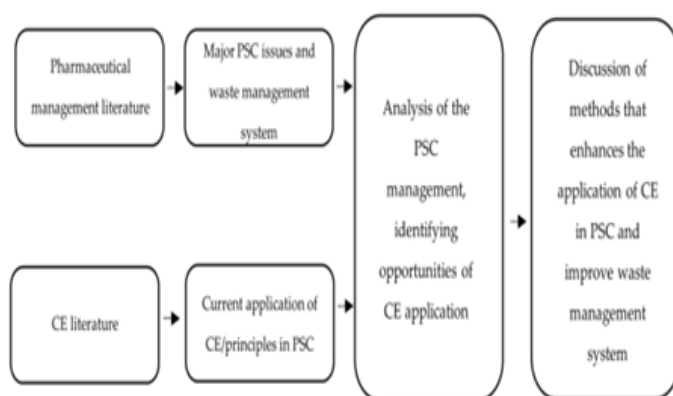 Pharmaceutical
management literature
Major PSC issues and
waste management
system
CE literature
Current application of
CE/principles in PSC
Analysis of the
PSC
management,
identifying
opportunities of
CE application
Discussion of
methods that
enhances the
application of CE
in PSC and
improve waste
management
system